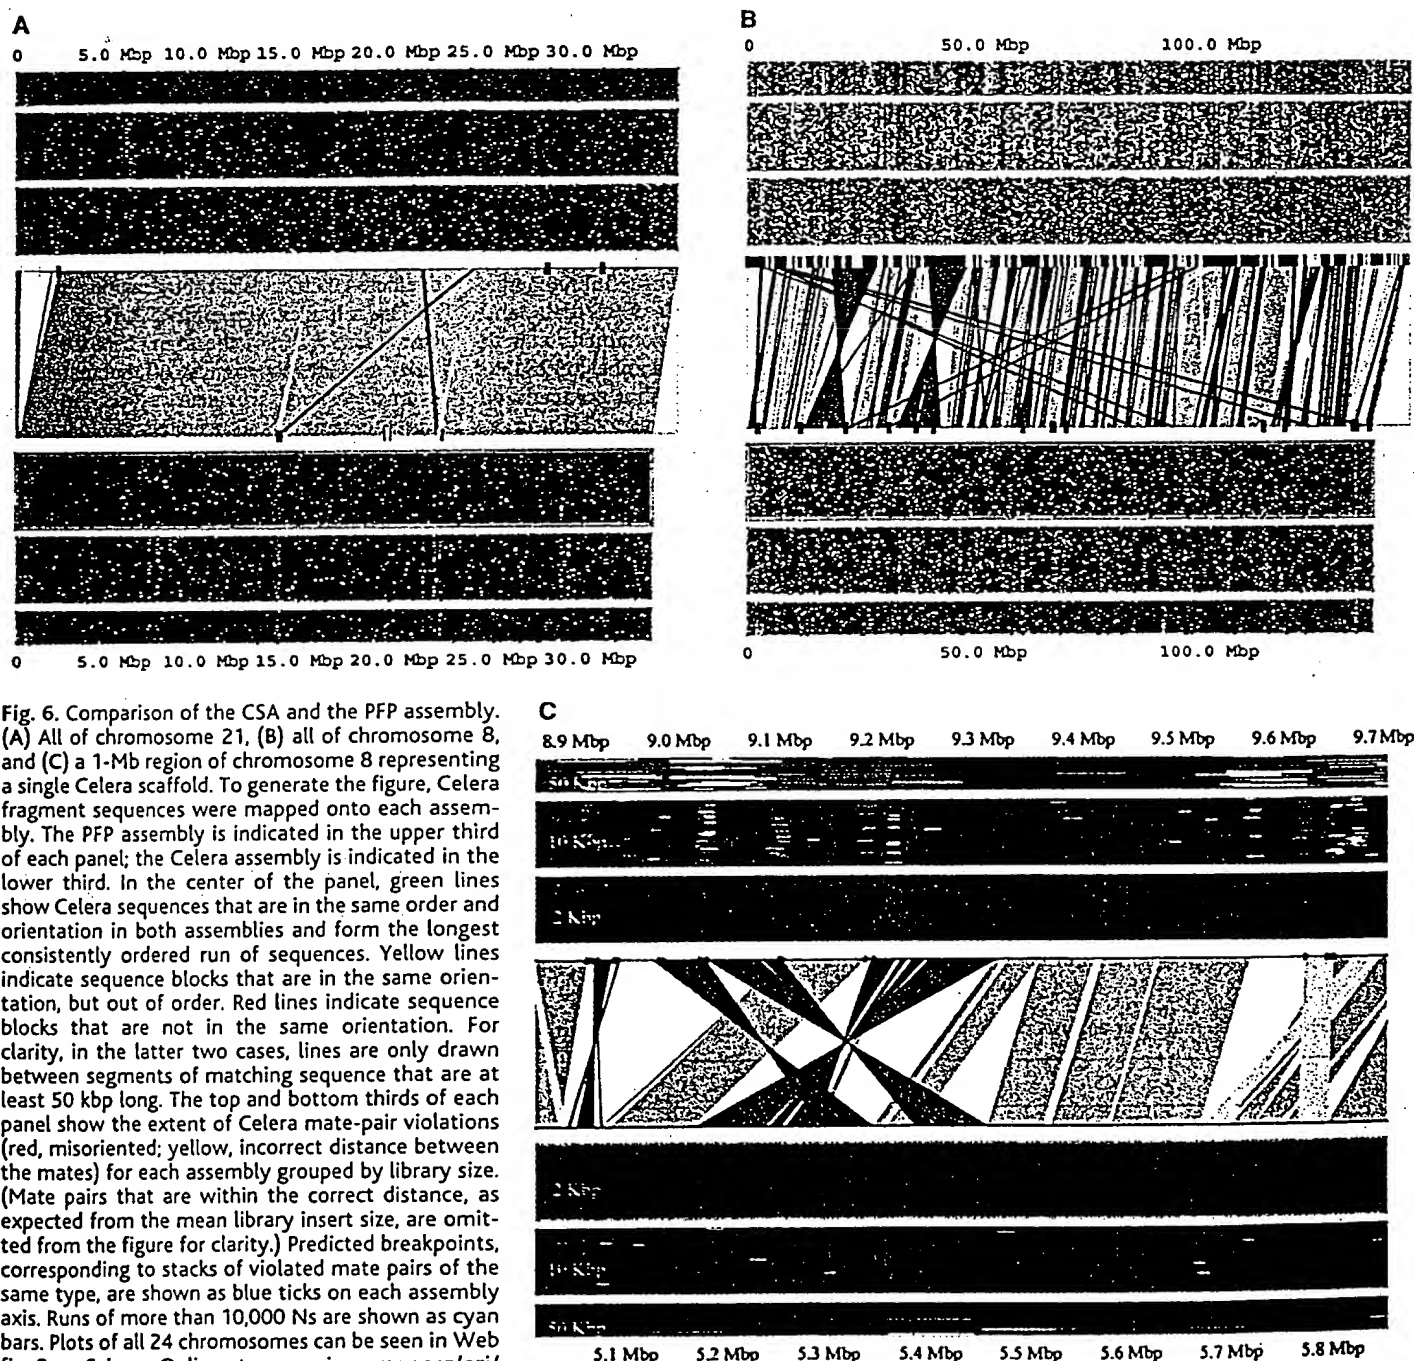 A
0 5.0 Mbp 10.0 Mbp 15.0 Mbp 20.0 Mbp 25.0 Mbp 30.0 Mbp
0 5.0 Mbp 10.0 Mbp 15.0 Mbp 20.0 Mbp 25.0 Mbp 30.0 Mbp
B
0 50.0 Mbp 100.0 Mbp
0 50.0 Mbp 100.0 Mbp
Fig. 6. Comparison of the CSA and the PFP assembly.
(A) All of chromosome 21, (B) all of chromosome 8,
and (C) a 1-Mb region of chromosome 8 representing
a single Celera scaffold. To generate the figure, Celera
fragment sequences were mapped onto each assem-
bly. The PFP assembly is indicated in the upper third
of each panel; the Celera assembly is indicated in the
lower third. In the center of the panel, green lines
show Celera sequences that are in the same order and
orientation in both assemblies and form the longest
consistently ordered run of sequences. Yellow lines
indicate sequence blocks that are in the same orien-
tation, but out of order. Red lines indicate sequence
blocks that are not in the same orientation. For
clarity, in the latter two cases, lines are only drawn
between segments of matching sequence that are at
least 50 kbp long. The top and bottom thirds of each
panel show the extent of Celera mate-pair violations
(red, misoriented; yellow, incorrect distance between
the mates) for each assembly grouped by library size.
(Mate pairs that are within the correct distance, as
expected from the mean library insert size, are omit-
ted from the figure for clarity.) Predicted breakpoints,
corresponding to stacks of violated mate pairs of the
same type, are shown as blue ticks on each assembly
axis. Runs of more than 10,000 Ns are shown as cyan
bars. Plots of all 24 chromosomes can be seen in Web
C
8.9 Mbp 9.0 Mbp 9.1 Mbp 9.2 Mbp 9.3 Mbp 9.4 Mbp 9.5 Mbp 9.6 Mbp 9.7 Mbp
50 Kbp
10 Kbp
2 Kbp
2 Kbp
10 Kbp
50 Kbp
5.1 Mbp 5.2 Mbp 5.3 Mbp 5.4 Mbp 5.5 Mbp 5.6 Mbp 5.7 Mbp 5.8 Mbp